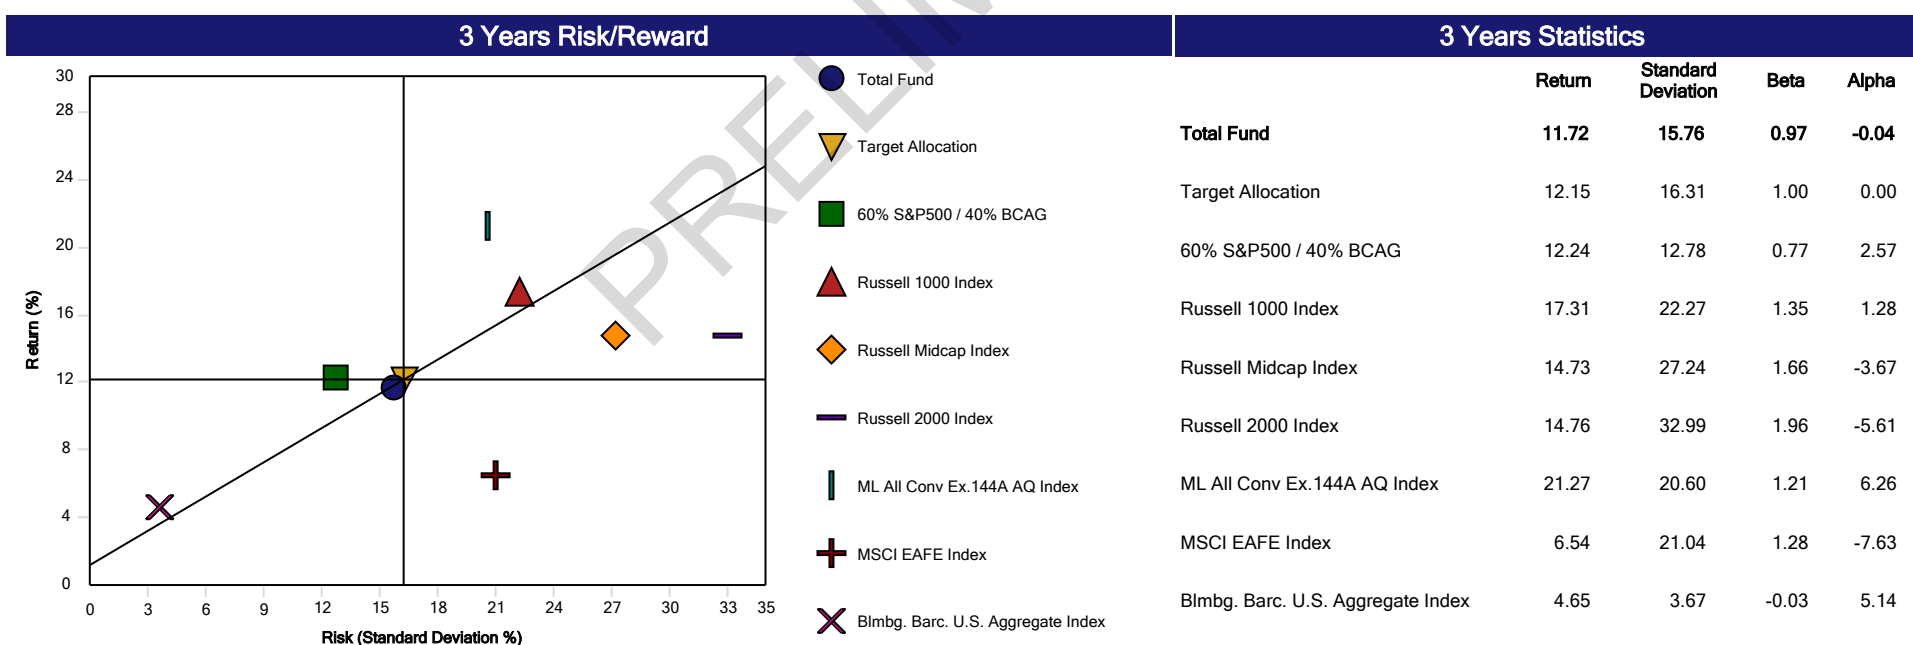 3 Years Risk/Reward
30
28
24
20
16
12
8
4
0
0 3 6 9 12 15 18 21 24 27 30 33 35
Return (%)
Risk (Standard Deviation %)
Total Fund
Target Allocation
60% S&P500 / 40% BCAG
Russell 1000 Index
Russell Midcap Index
Russell 2000 Index
ML All Conv Ex.144A AQ Index
MSCI EAFE Index
Blmbg. Barc. U.S. Aggregate Index
PRELIM
3 Years Statistics
Return Standard Deviation Beta Alpha
Total Fund 11.72 15.76 0.97 -0.04
Target Allocation 12.15 16.31 1.00 0.00
60% S&P500 / 40% BCAG 12.24 12.78 0.77 2.57
Russell 1000 Index 17.31 22.27 1.35 1.28
Russell Midcap Index 14.73 27.24 1.66 -3.67
Russell 2000 Index 14.76 32.99 1.96 -5.61
ML All Conv Ex.144A AQ Index 21.27 20.60 1.21 6.26
MSCI EAFE Index 6.54 21.04 1.28 -7.63
Blmbg. Barc. U.S. Aggregate Index 4.65 3.67 -0.03 5.14